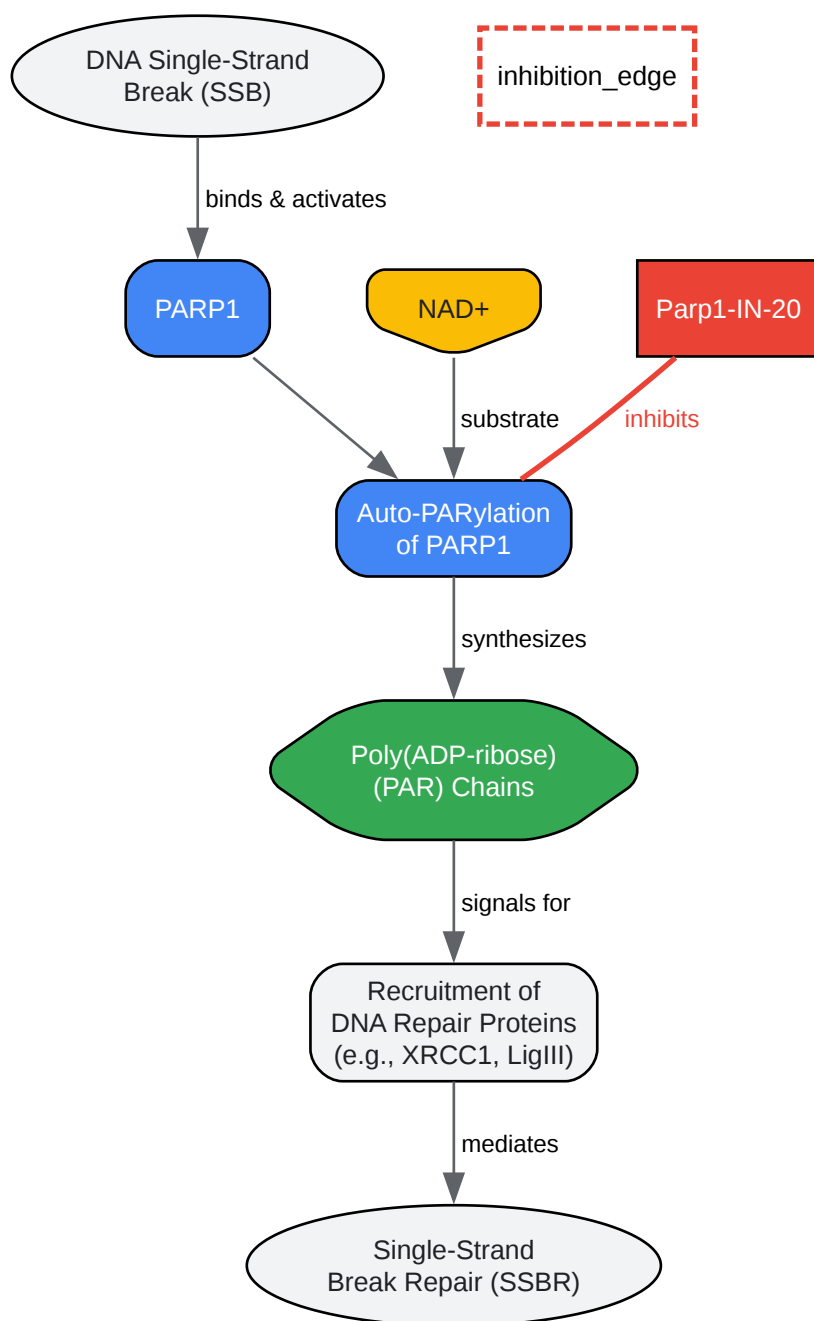 DNA Single-Strand
Break (SSB)
inhibition_edge
binds & activates
PARP1
NAD+
Parp1-IN-20
substrate
inhibits
Auto-PARylation
of PARP1
synthesizes
Poly(ADP-ribose)
(PAR) Chains
signals for
Recruitment of
DNA Repair Proteins
(e.g., XRCC1, LigIII)
mediates
Single-Strand
Break Repair (SSBR)